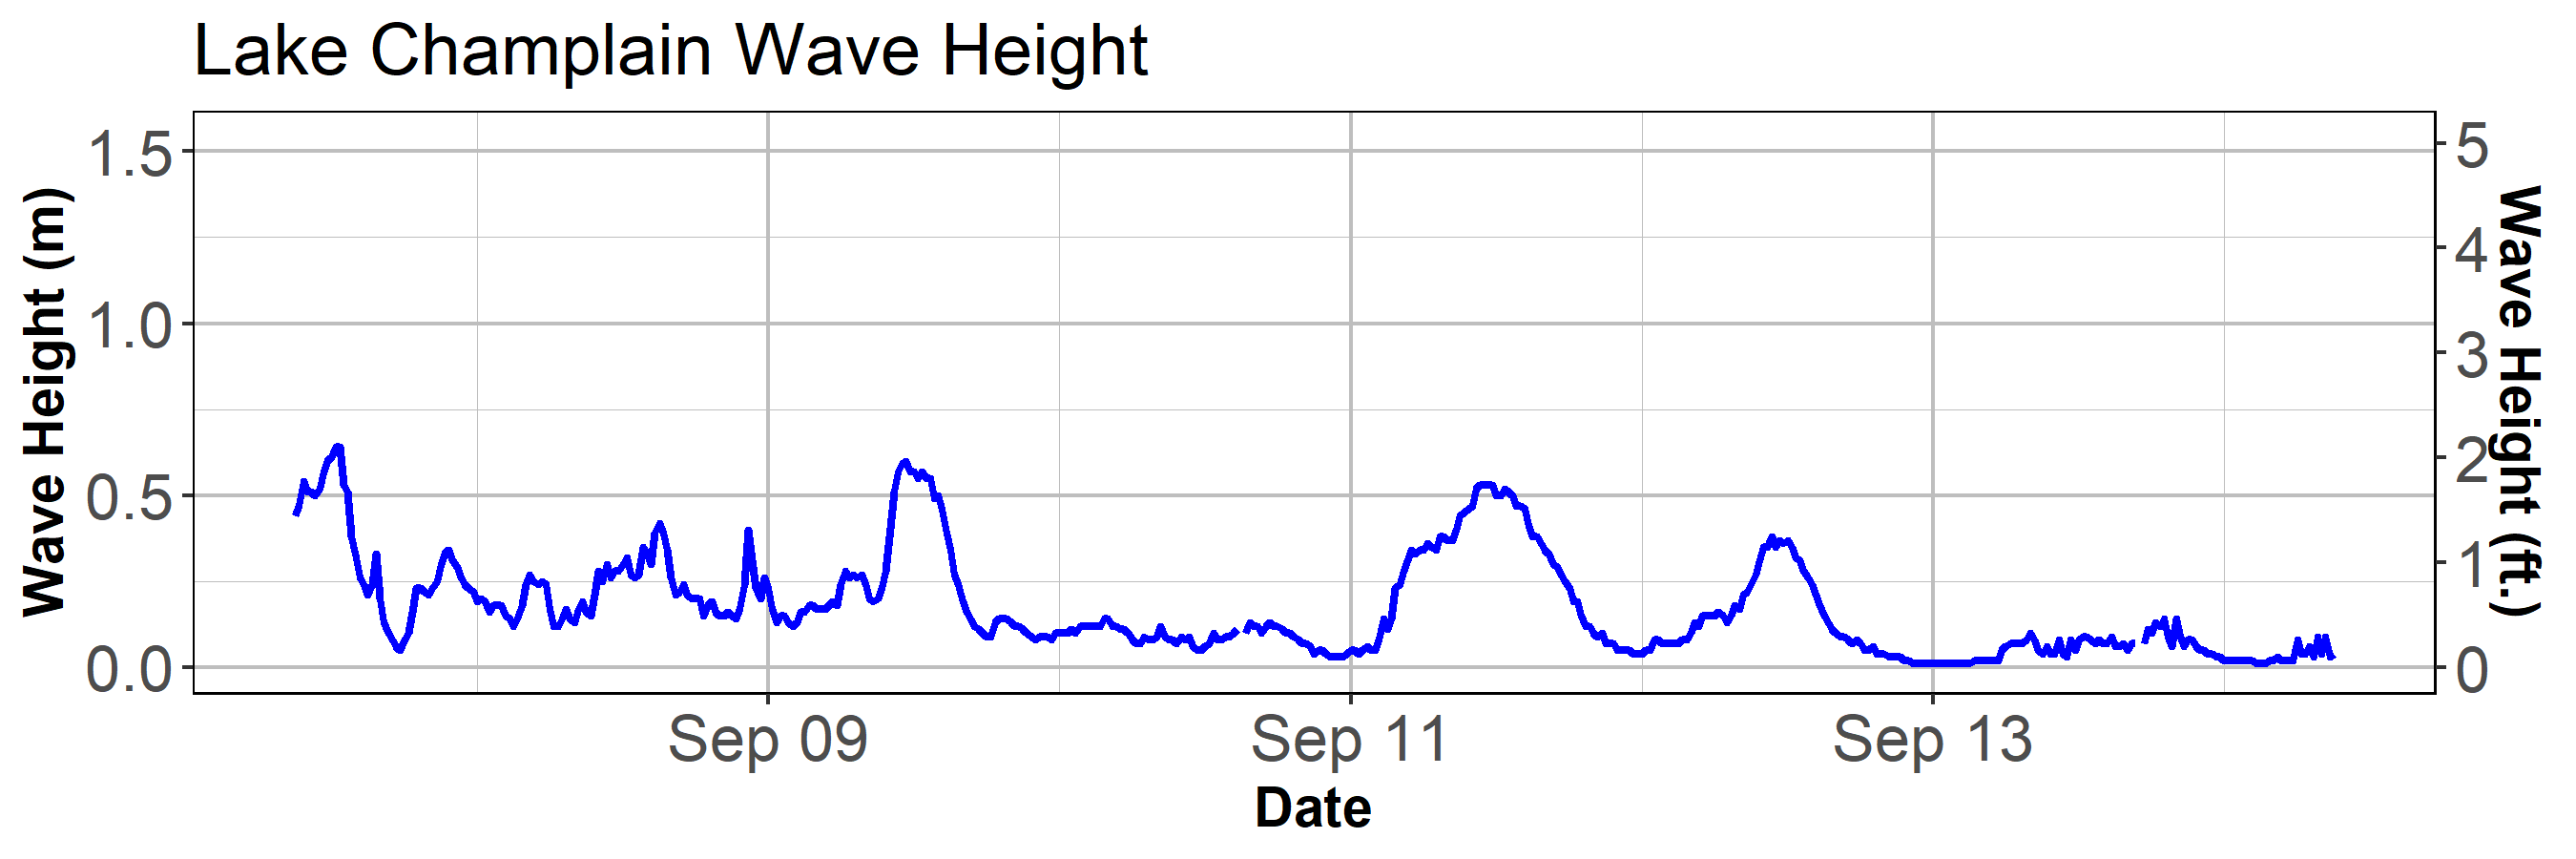 Lake Champlain Wave Height
Wave Height (m)
1.5
1.0
0.5
0.0
5
4
3
2
1
0
Wave Height (ft.)
Sep 09
Sep 11
Sep 13
Date